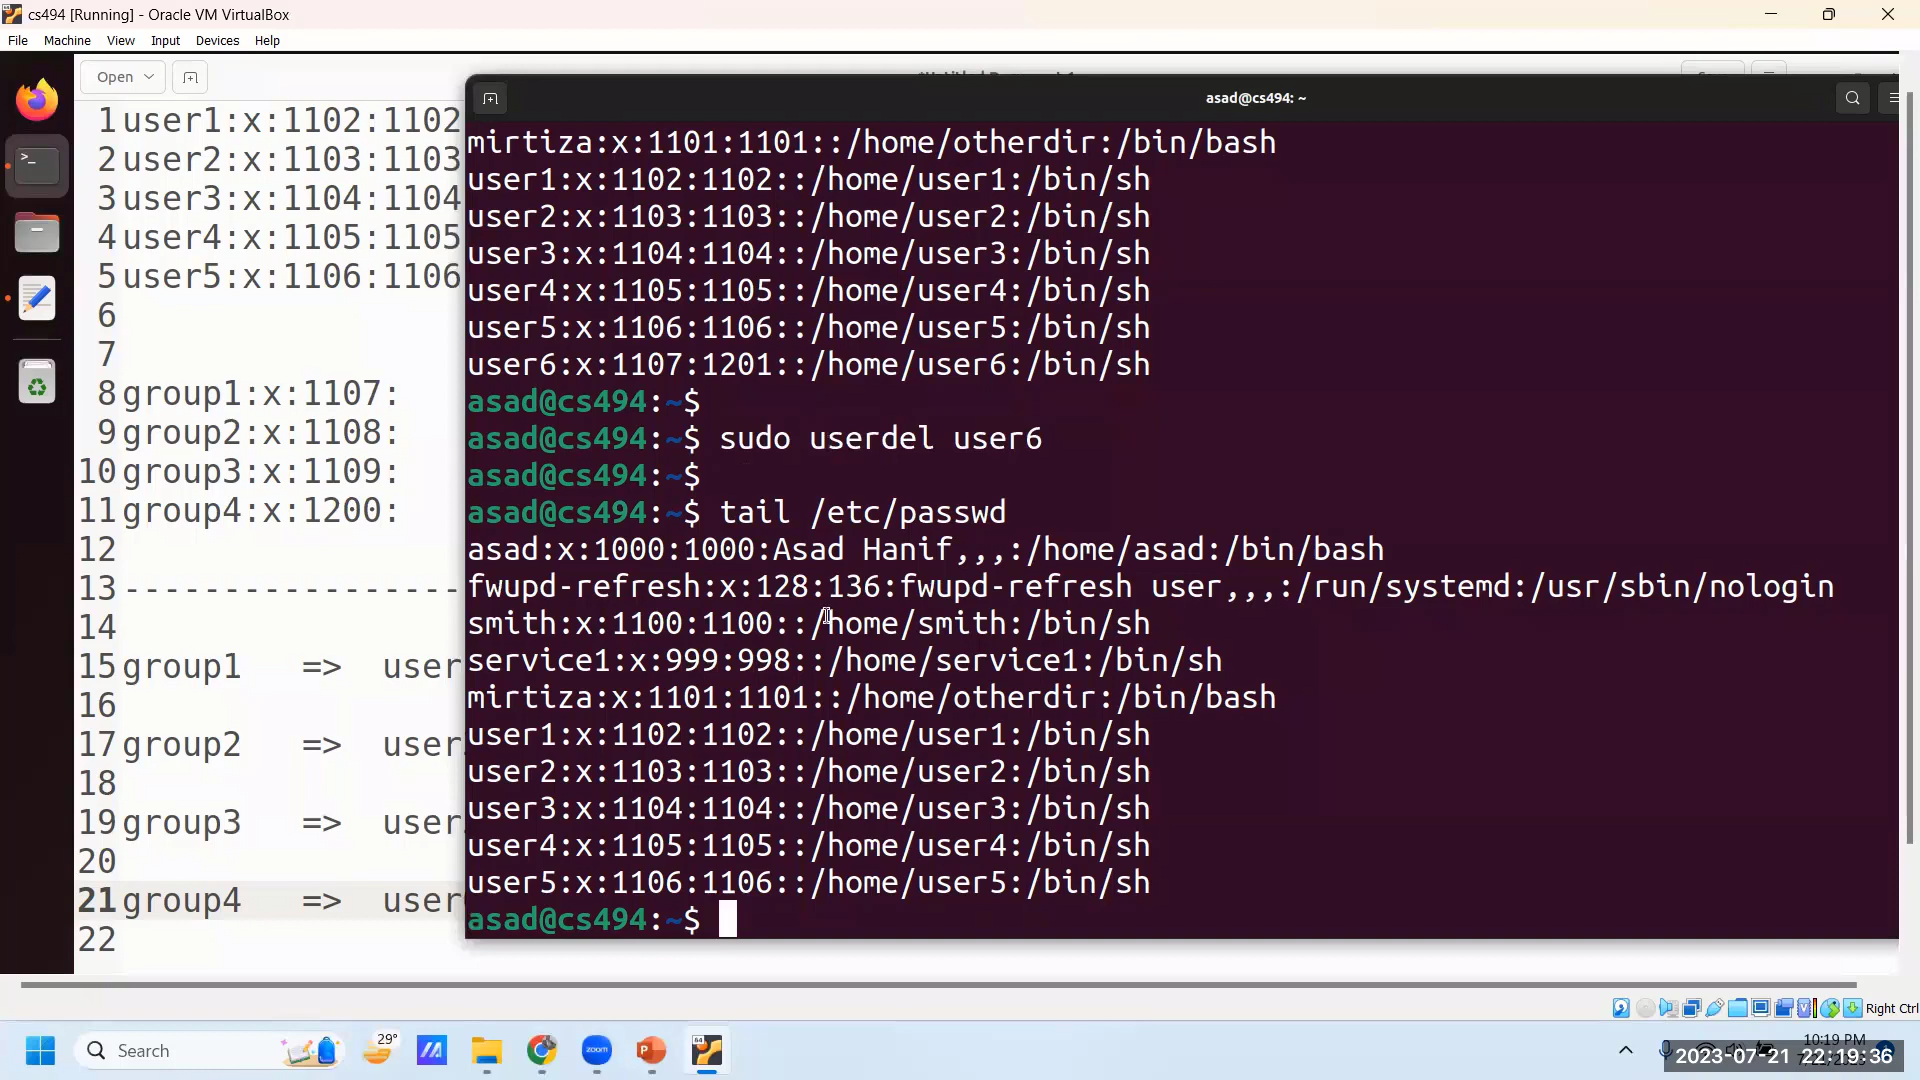 cs494 [Running] - Oracle VM VirtualBox
File Machine View Input Devices Help
Open
asad@cs494: ~
1 user1:x:1102:1102
2 user2:x:1103:1103
3 user3:x:1104:1104
4 user4:x:1105:1105
5 user5:x:1106:1106
6
7
8 group1:x:1107:
9 group2:x:1108:
10 group3:x:1109:
11 group4:x:1200:
12
13 -----------------
14
15 group1 => user
16
17 group2 => user
18
19 group3 => user
20
21 group4 => user
22
mirtiza:x:1101:1101::/home/otherdir:/bin/bash
user1:x:1102:1102::/home/user1:/bin/sh
user2:x:1103:1103::/home/user2:/bin/sh
user3:x:1104:1104::/home/user3:/bin/sh
user4:x:1105:1105::/home/user4:/bin/sh
user5:x:1106:1106::/home/user5:/bin/sh
user6:x:1107:1201::/home/user6:/bin/sh
asad@cs494:~$
asad@cs494:~$ sudo userdel user6
asad@cs494:~$
asad@cs494:~$ tail /etc/passwd
asad:x:1000:1000:Asad Hanif,,,:/home/asad:/bin/bash
fwupd-refresh:x:128:136:fwupd-refresh user,,,:/run/systemd:/usr/sbin/nologin
smith:x:1100:1100::/home/smith:/bin/sh
service1:x:999:998::/home/service1:/bin/sh
mirtiza:x:1101:1101::/home/otherdir:/bin/bash
user1:x:1102:1102::/home/user1:/bin/sh
user2:x:1103:1103::/home/user2:/bin/sh
user3:x:1104:1104::/home/user3:/bin/sh
user4:x:1105:1105::/home/user4:/bin/sh
user5:x:1106:1106::/home/user5:/bin/sh
asad@cs494:~$
Right Ctrl
Search
29°
zoom
10:19 PM
2023-07-21 22:19:36